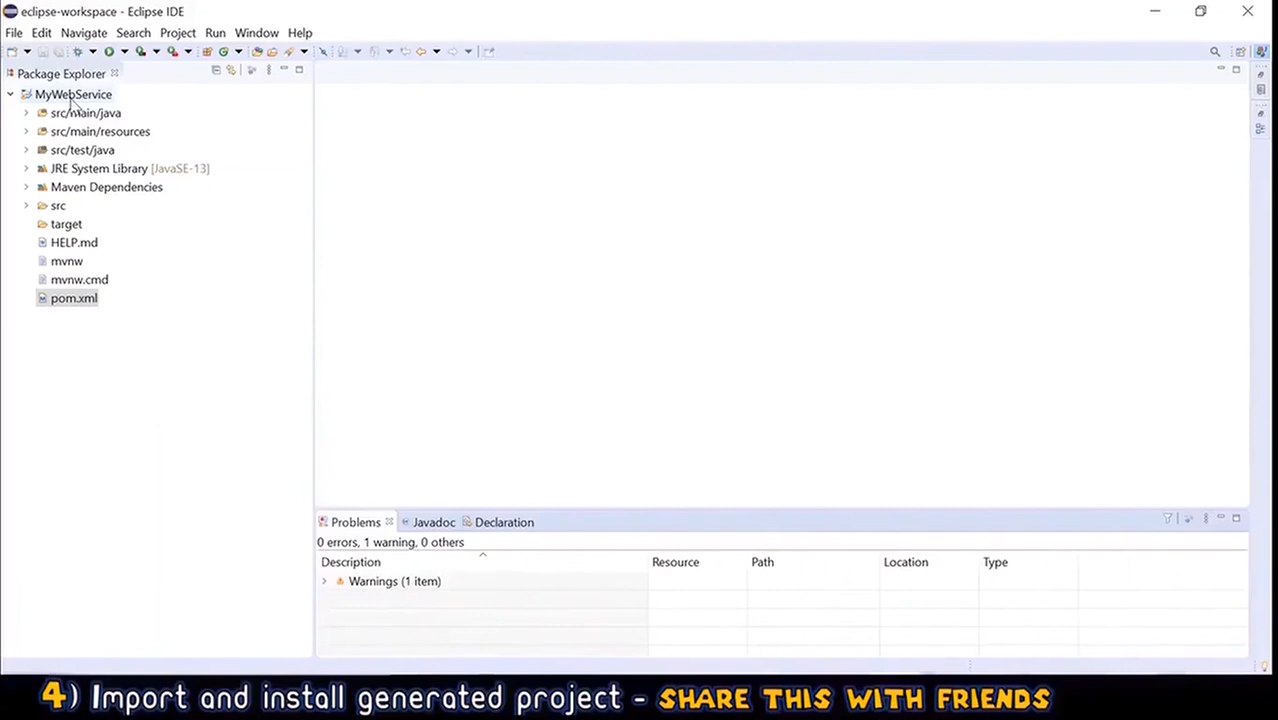 eclipse-workspace - Eclipse IDE
File Edit Navigate Search Project Run Window Help
Package Explorer
MyWebService
src/main/java
src/main/resources
src/test/java
JRE System Library [JavaSE-13]
Maven Dependencies
src
target
HELP.md
mvnw
mvnw.cmd
pom.xml
Problems Javadoc Declaration
0 errors, 1 warning, 0 others
Description Resource Path Location Type
Warnings (1 item)
4) Import and install generated project - SHARE THIS WITH FRIENDS